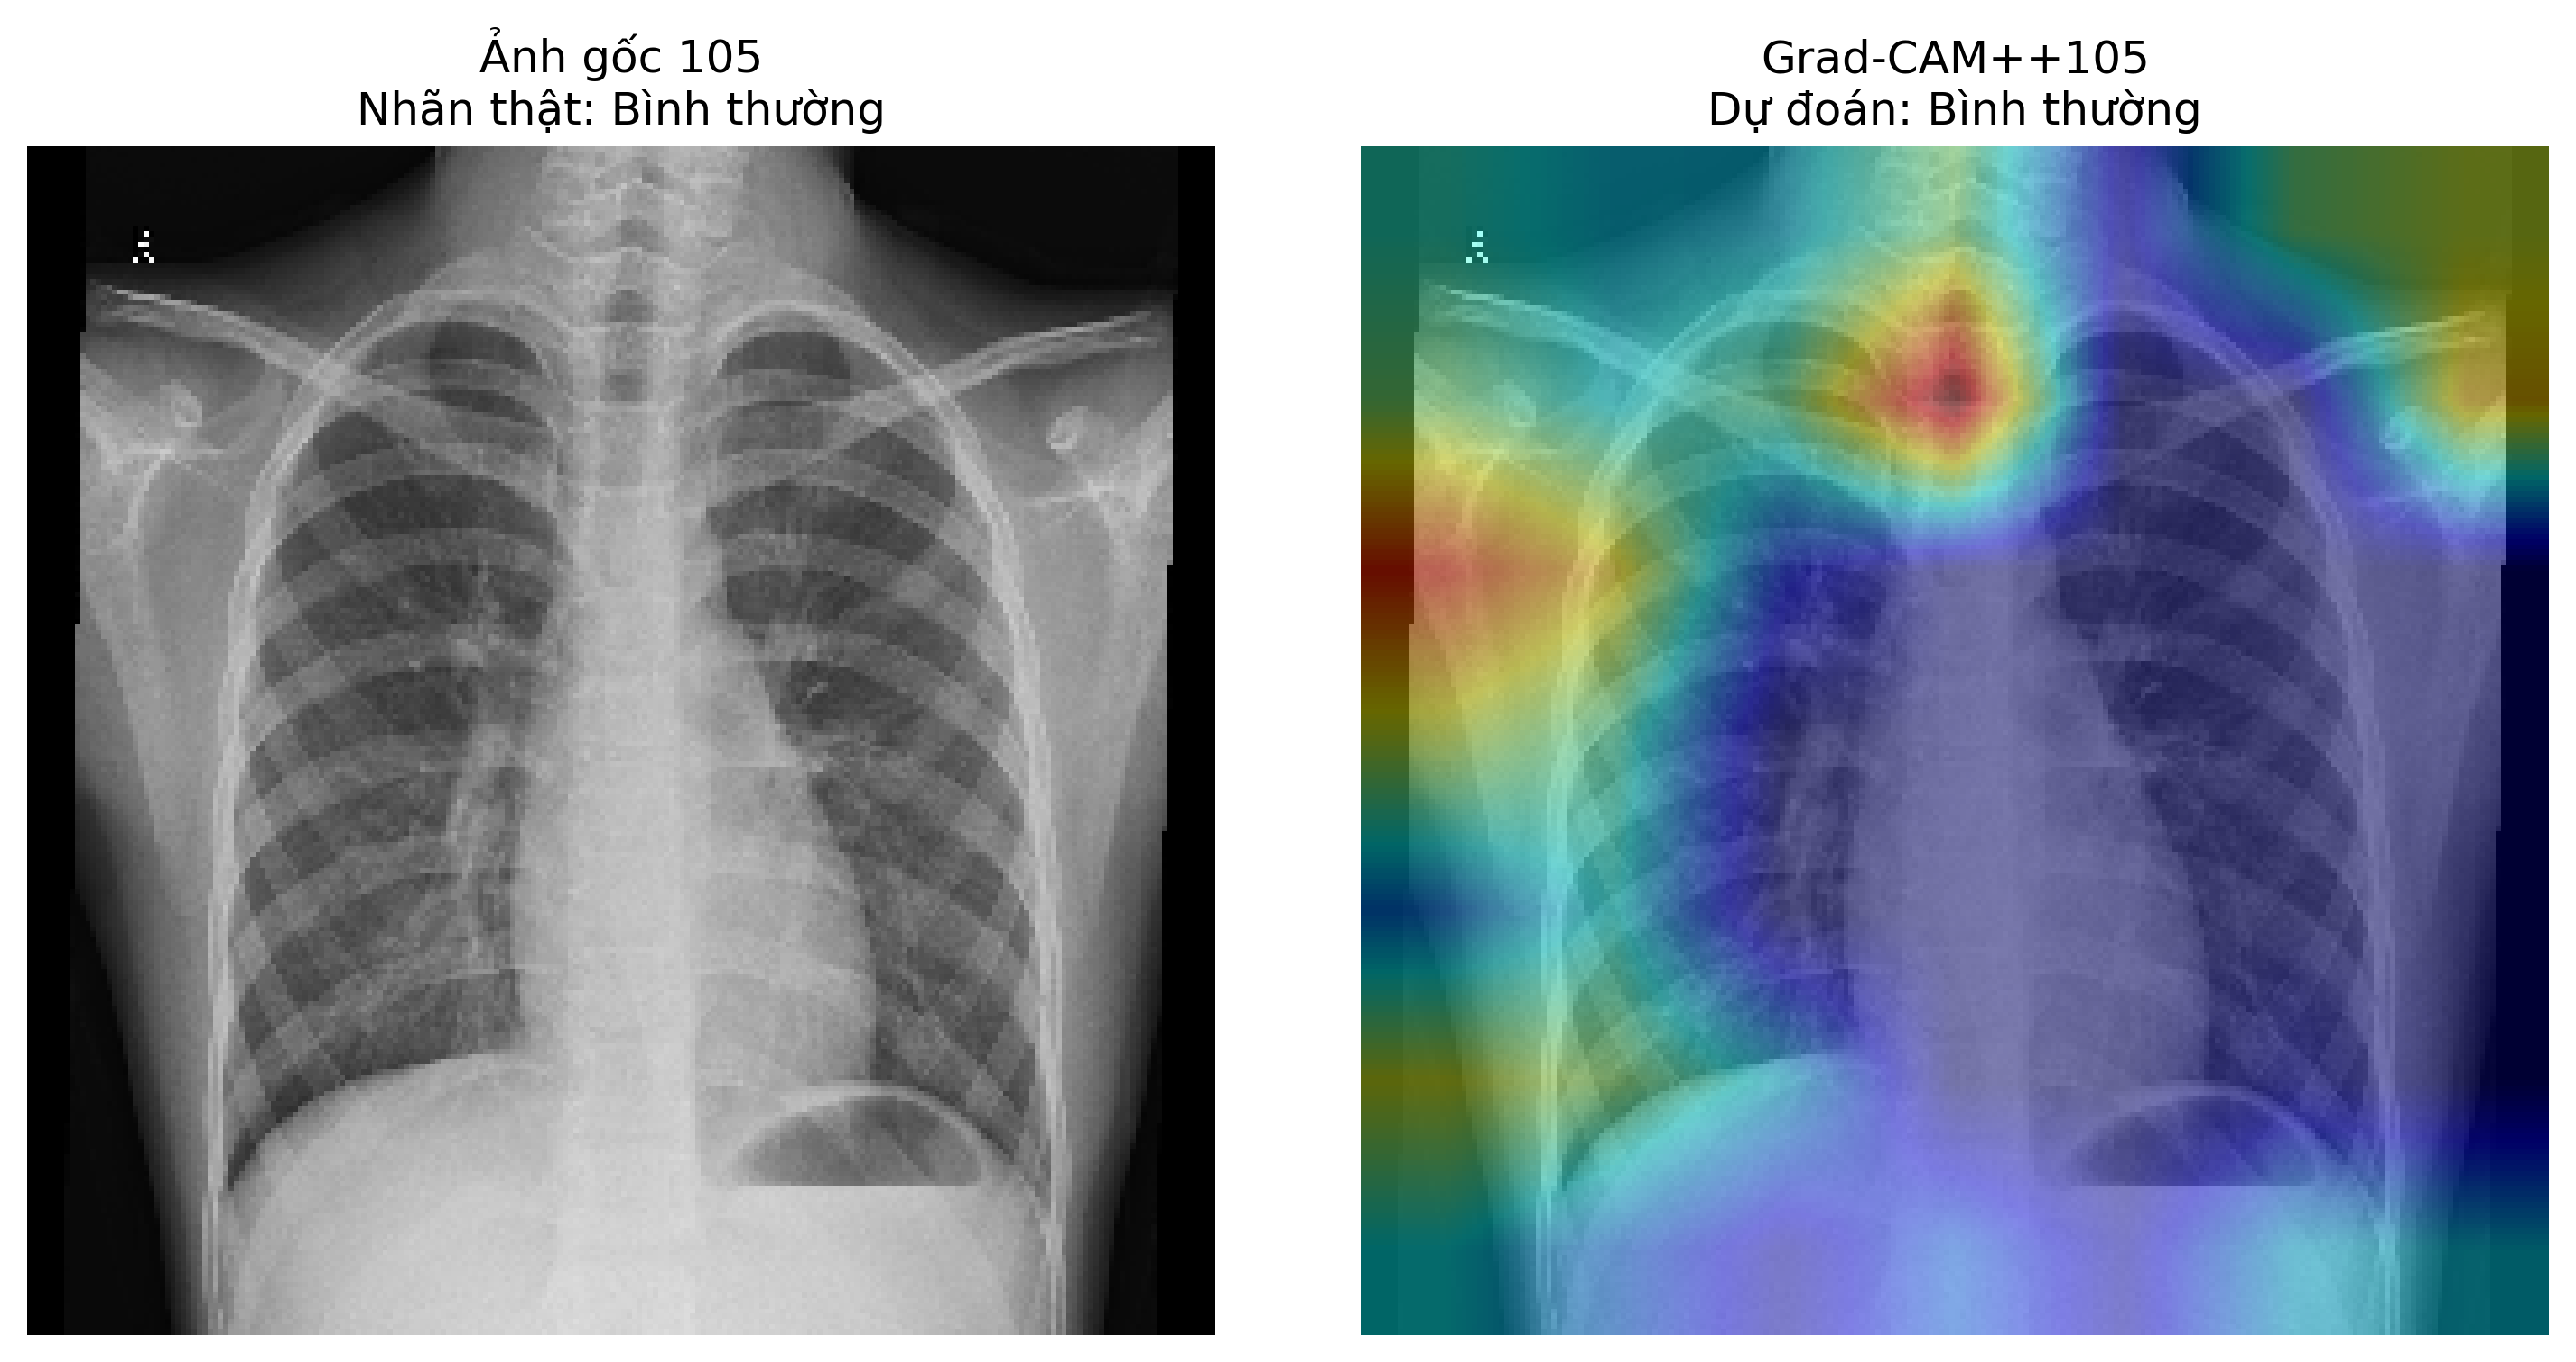 Ảnh gốc 105
Nhãn thật: Bình thường
Grad-CAM++105
Dự đoán: Bình thường